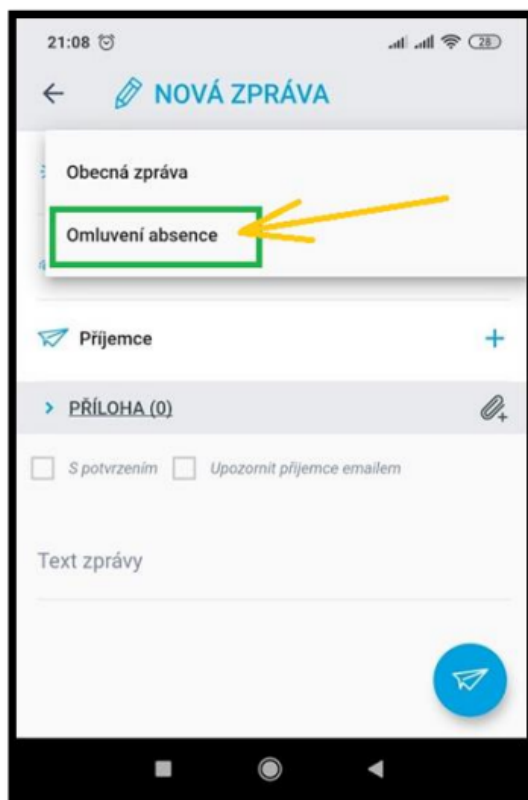 21:08
28
NOVÁ ZPRÁVA
Obecná zpráva
Omluvení absence
Příjemce
PŘÍLOHA (0)
S potvrzením Upozornit příjemce emailem
Text zprávy